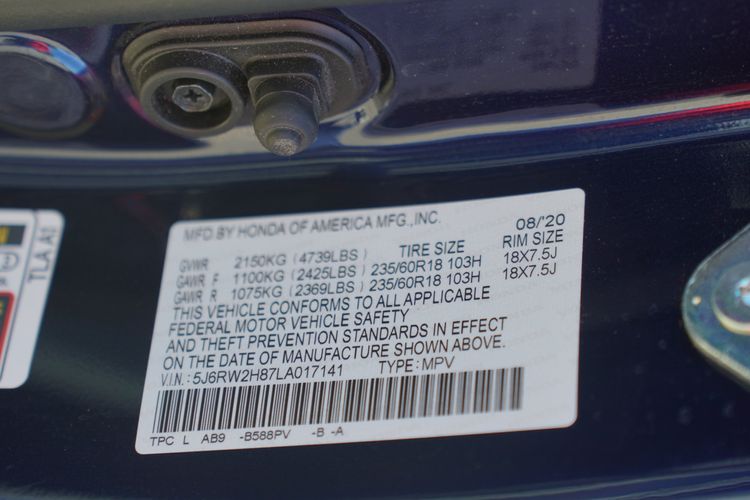 MFD.BY HONDA OF AMERICA MFG.,INC. 08/'20
GVWR 2150KG (4739LBS) TIRE SIZE RIM SIZE
GAWR F 1100KG (2425LBS) 235/60R18 103H 18X7.5J
GAWR R 1075KG (2369LBS) 235/60R18 103H 18X7.5J
THIS VEHICLE CONFORMS TO ALL APPLICABLE
FEDERAL MOTOR VEHICLE SAFETY
AND THEFT PREVENTION STANDARDS IN EFFECT
ON THE DATE OF MANUFACTURE SHOWN ABOVE.
V.I.N.: 5J6RW2H87LA017141 TYPE: MPV
TPC L AB9 -B588PV -B -A